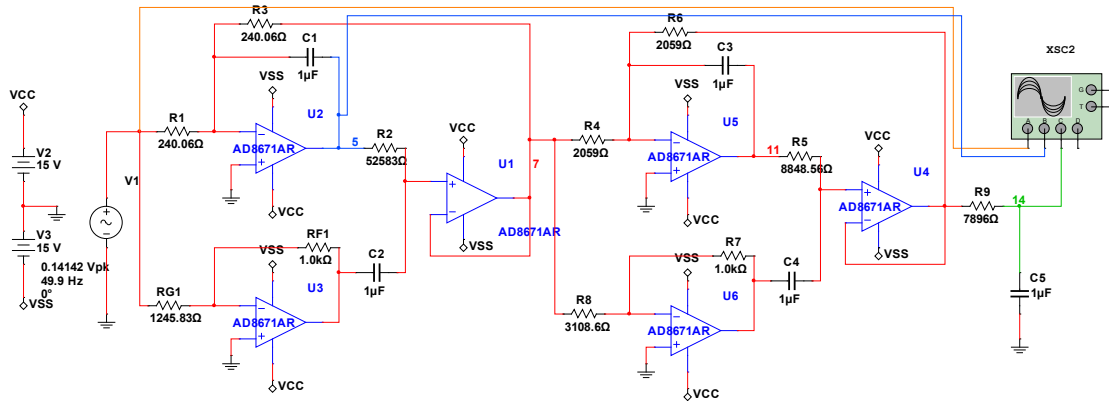 R3
240.06Ω
C1
1µF
VSS
U2
R1
240.06Ω
AD8671AR
5
R2
52583Ω
VCC
VCC
U1
7
AD8671AR
VSS
VCC
V2
15 V
V3
15 V
VSS
V1
0.14142 Vpk
49.9 Hz
0°
RG1
1245.83Ω
VSS
RF1
1.0kΩ
U3
AD8671AR
VCC
C2
1µF
R6
2059Ω
C3
1µF
VSS
U5
R4
2059Ω
AD8671AR
11
R5
8848.56Ω
VCC
VCC
U4
AD8671AR
VSS
R8
3108.6Ω
VSS
R7
1.0kΩ
U6
AD8671AR
VCC
C4
1µF
R9
7896Ω
14
C5
1µF
XSC2
G
T
A
B
C
D